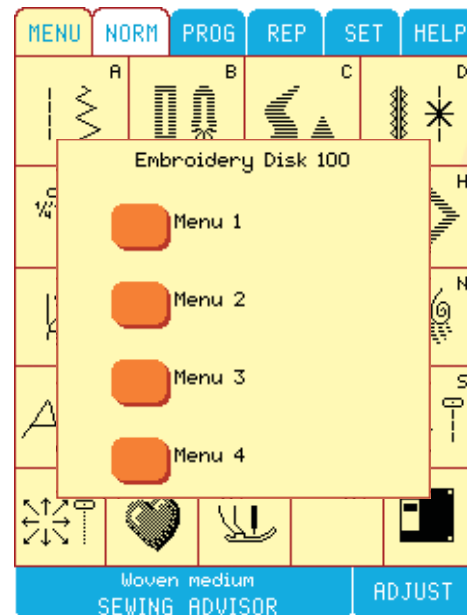 MENU NORM PROG REP SET HELP
A B C D
Embroidery Disk 100
Menu 1
H
Menu 2
N
Menu 3
S
Menu 4
Woven medium
SEWING ADVISOR
ADJUST